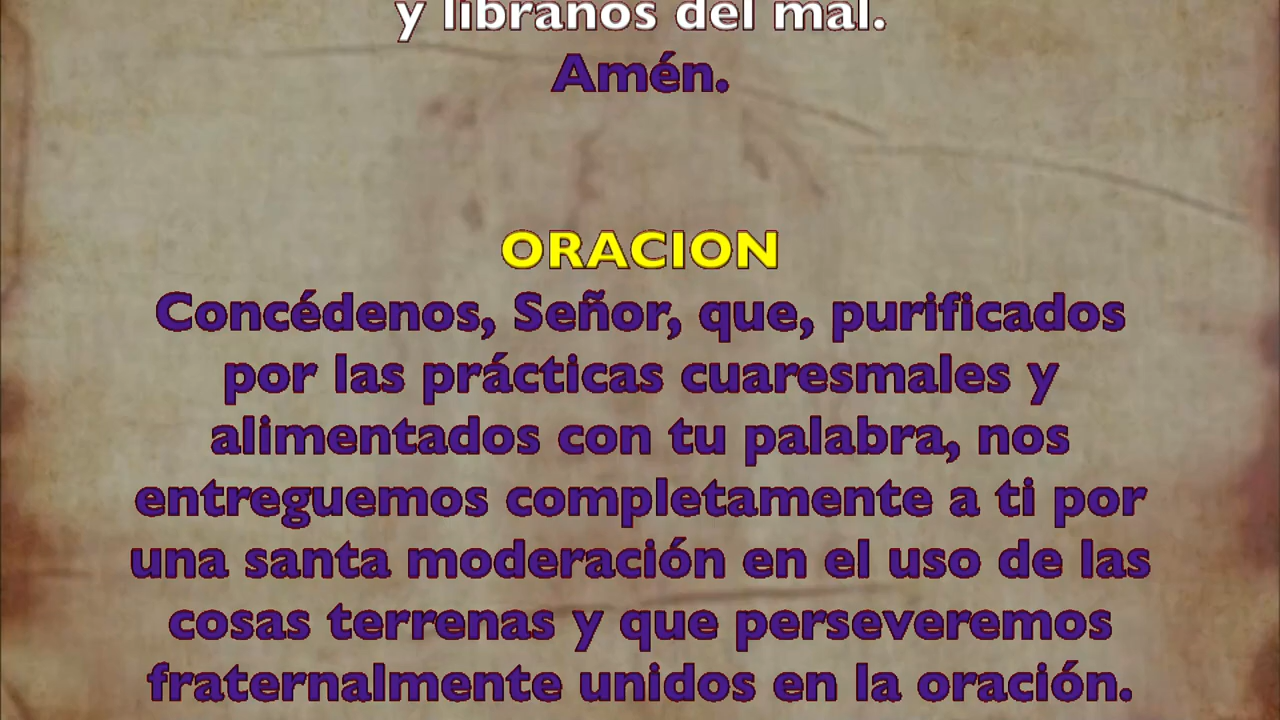 y líbranos del mal.
Amén.
ORACION
Concédenos, Señor, que, purificados
por las prácticas cuaresmales y
alimentados con tu palabra, nos
entreguemos completamente a ti por
una santa moderación en el uso de las
cosas terrenas y que perseveremos
fraternalmente unidos en la oración.